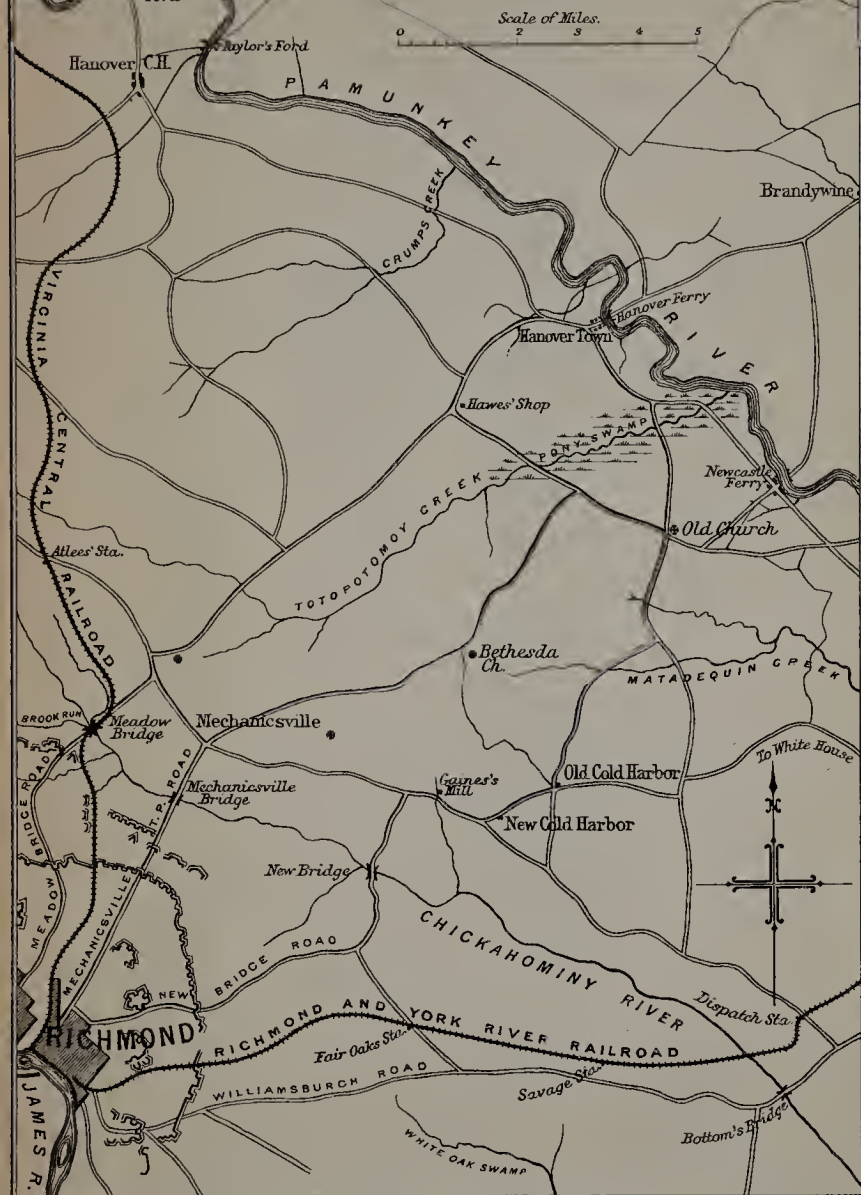 Scale of Miles.
0 2 3 4 5
Taylor's Ford
Hanover C.H.
PAMUNKEY
CRUMPS CREEK
Brandywine
VIRGINIA CENTRAL RAILROAD
Hanover Ferry
RIVER
Hanover Town
Hawes' Shop
PONY SWAMP
Newcastle
Ferry
TOTOPOTOMOY CREEK
Old Church
Atlees' Sta.
Bethesda
Ch.
MATADEQUIN CREEK
BROOK RUN
Meadow
Bridge
Mechanicsville
To White House
MEADOW BRIDGE ROAD
Mechanicsville
Bridge
Gaines's
Mill
Old Cold Harbor
New Cold Harbor
MECHANICSVILLE T. P. ROAD
New Bridge
CHICKAHOMINY RIVER
NEW BRIDGE ROAD
Dispatch Sta.
RICHMOND
RICHMOND AND YORK RIVER RAILROAD
Fair Oaks Sta.
WILLIAMSBURGH ROAD
Savage Sta.
JAMES R.
Bottom's Bridge
WHITE OAK SWAMP